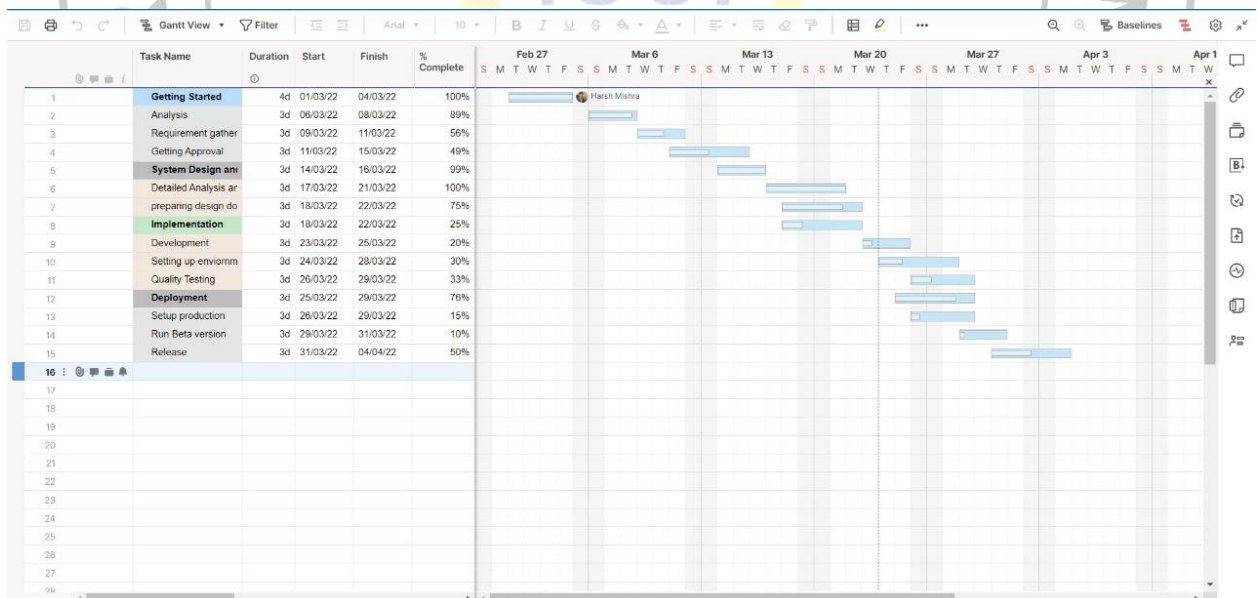 Gantt View Filter Arial 10 B I U S A Baselines
Task Name Duration Start Finish % Complete Feb 27 Mar 6 Mar 13 Mar 20 Mar 27 Apr 3 Apr 1
S M T W T F S S M T W T F S S M T W T F S S M T W T F S S M T W T F S S M T W T F S S M T W
1 Getting Started 4d 01/03/22 04/03/22 100% Harsh Mishra
2 Analysis 3d 06/03/22 08/03/22 89%
3 Requirement gather 3d 09/03/22 11/03/22 56%
4 Getting Approval 3d 11/03/22 15/03/22 49%
5 System Design and 3d 14/03/22 16/03/22 99%
6 Detailed Analysis ar 3d 17/03/22 21/03/22 100%
7 preparing design do 3d 18/03/22 22/03/22 75%
8 Implementation 3d 18/03/22 22/03/22 25%
9 Development 3d 23/03/22 25/03/22 20%
10 Setting up enviornm 3d 24/03/22 28/03/22 30%
11 Quality Testing 3d 26/03/22 29/03/22 33%
12 Deployment 3d 25/03/22 29/03/22 76%
13 Setup production 3d 26/03/22 29/03/22 15%
14 Run Beta version 3d 29/03/22 31/03/22 10%
15 Release 3d 31/03/22 04/04/22 50%
16
17
18
19
20
21
22
23
24
25
26
27
28